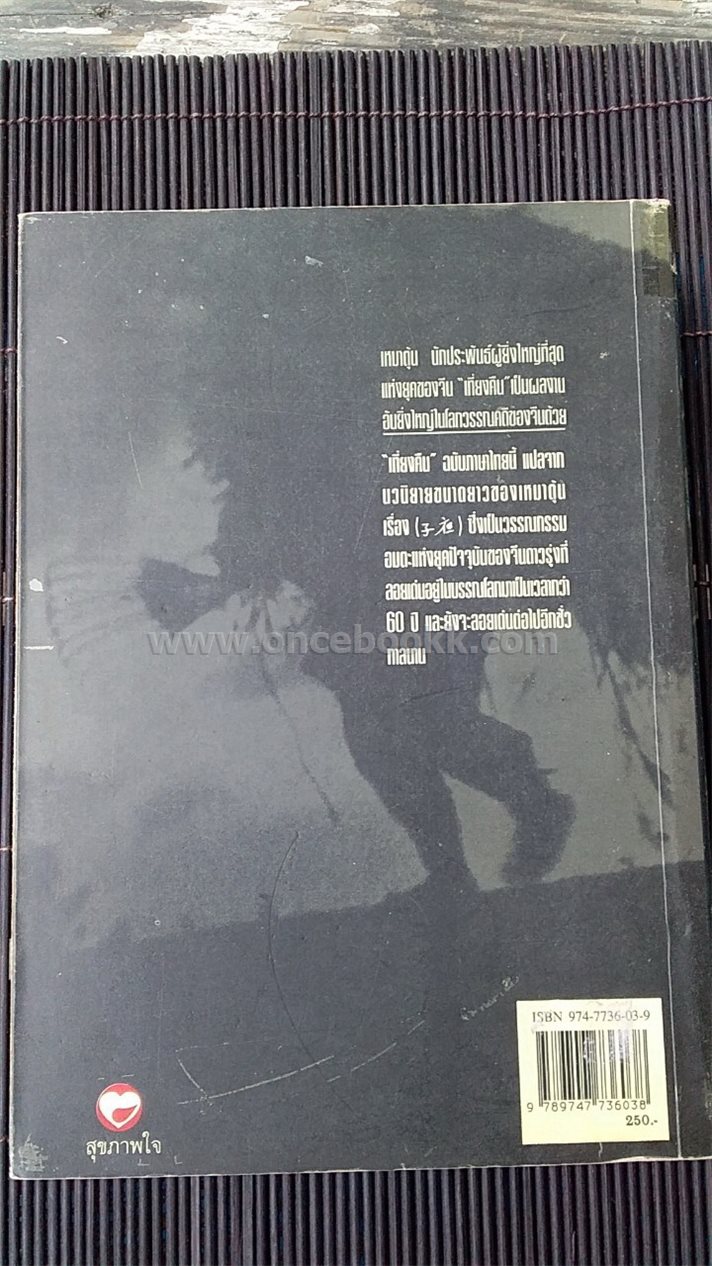 เหมาตุ้น นักประพันธ์ผู้ยิ่งใหญ่ที่สุด
แห่งยุคของจีน "เที่ยงคืน" เป็นผลงาน
อันยิ่งใหญ่ในโลกวรรณคดีของจีนด้วย
"เที่ยงคืน" ฉบับภาษาไทยนี้ แปลจาก
นวนิยายขนาดยาวของเหมาตุ้น
เรื่อง (子夜) ซึ่งเป็นวรรณกรรม
อมตะแห่งยุคปัจจุบันของจีนดาวรุ่งที่
ลอยเด่นอยู่ในบรรณโลกมาเป็นเวลากว่า
60 ปี และยังจะลอยเด่นต่อไปอีกชั่ว
กาลนาน
www.oncebookk.com
ISBN 974-7736-03-9
9 789747 736038
250.-
สุขภาพใจ